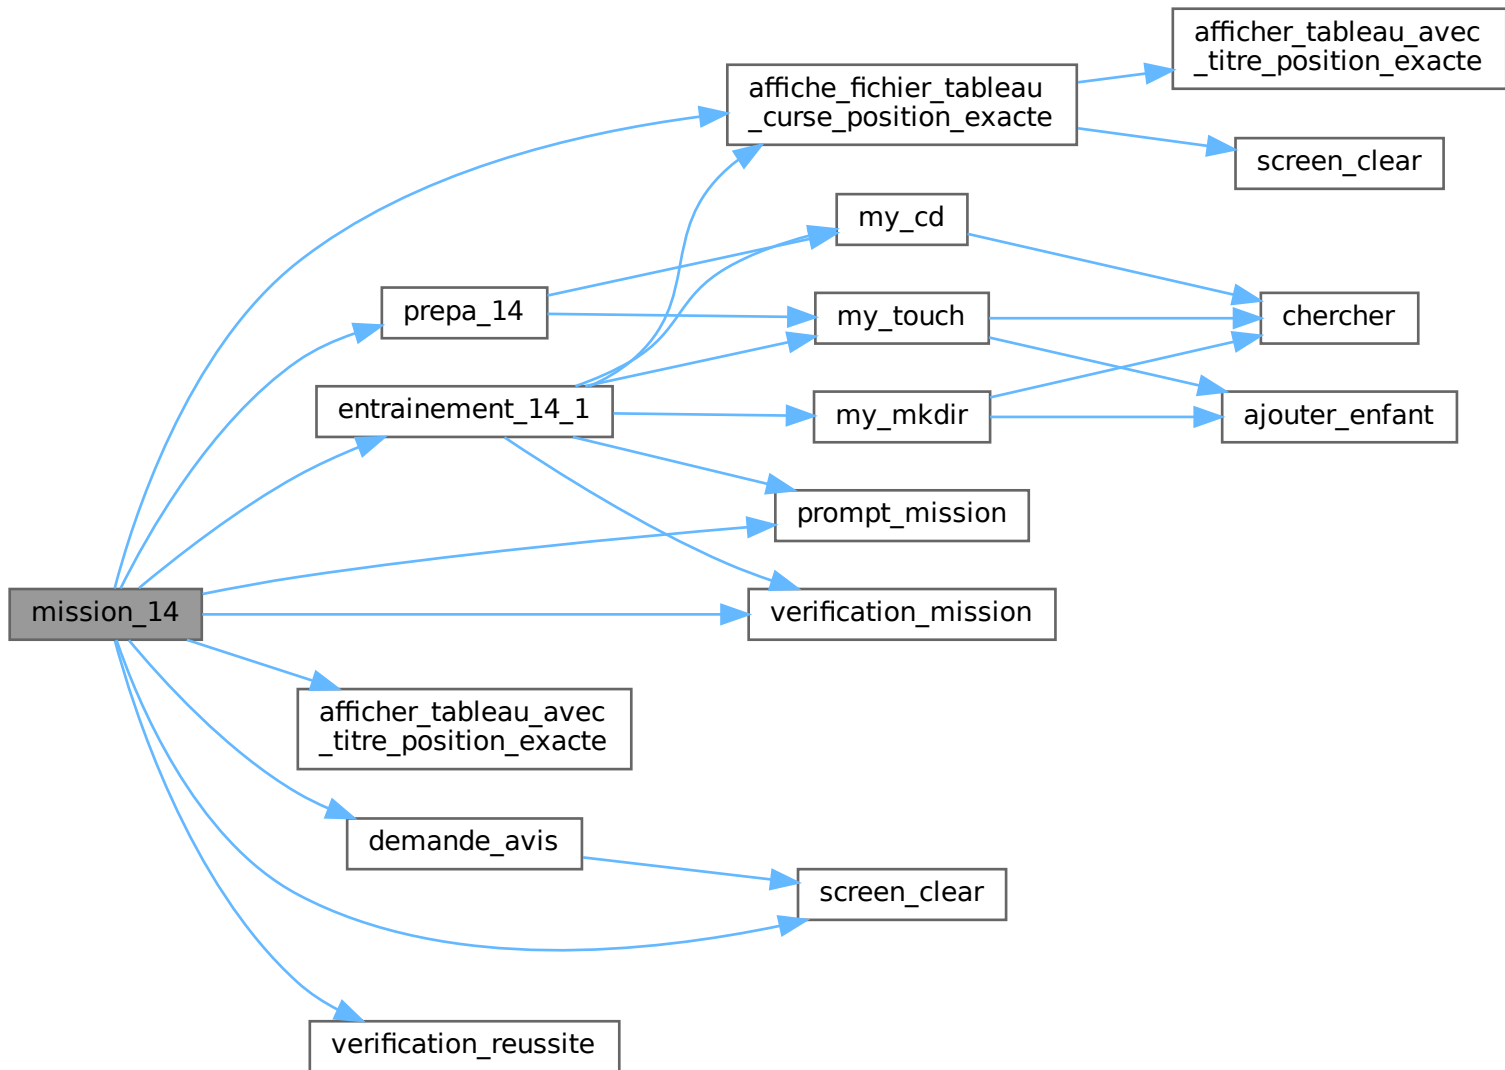 afficher_tableau_avec
_titre_position_exacte
affiche_fichier_tableau
_curse_position_exacte
screen_clear
my_cd
prepa_14
my_touch
chercher
entrainement_14_1
my_mkdir
ajouter_enfant
prompt_mission
mission_14
verification_mission
afficher_tableau_avec
_titre_position_exacte
demande_avis
screen_clear
verification_reussite